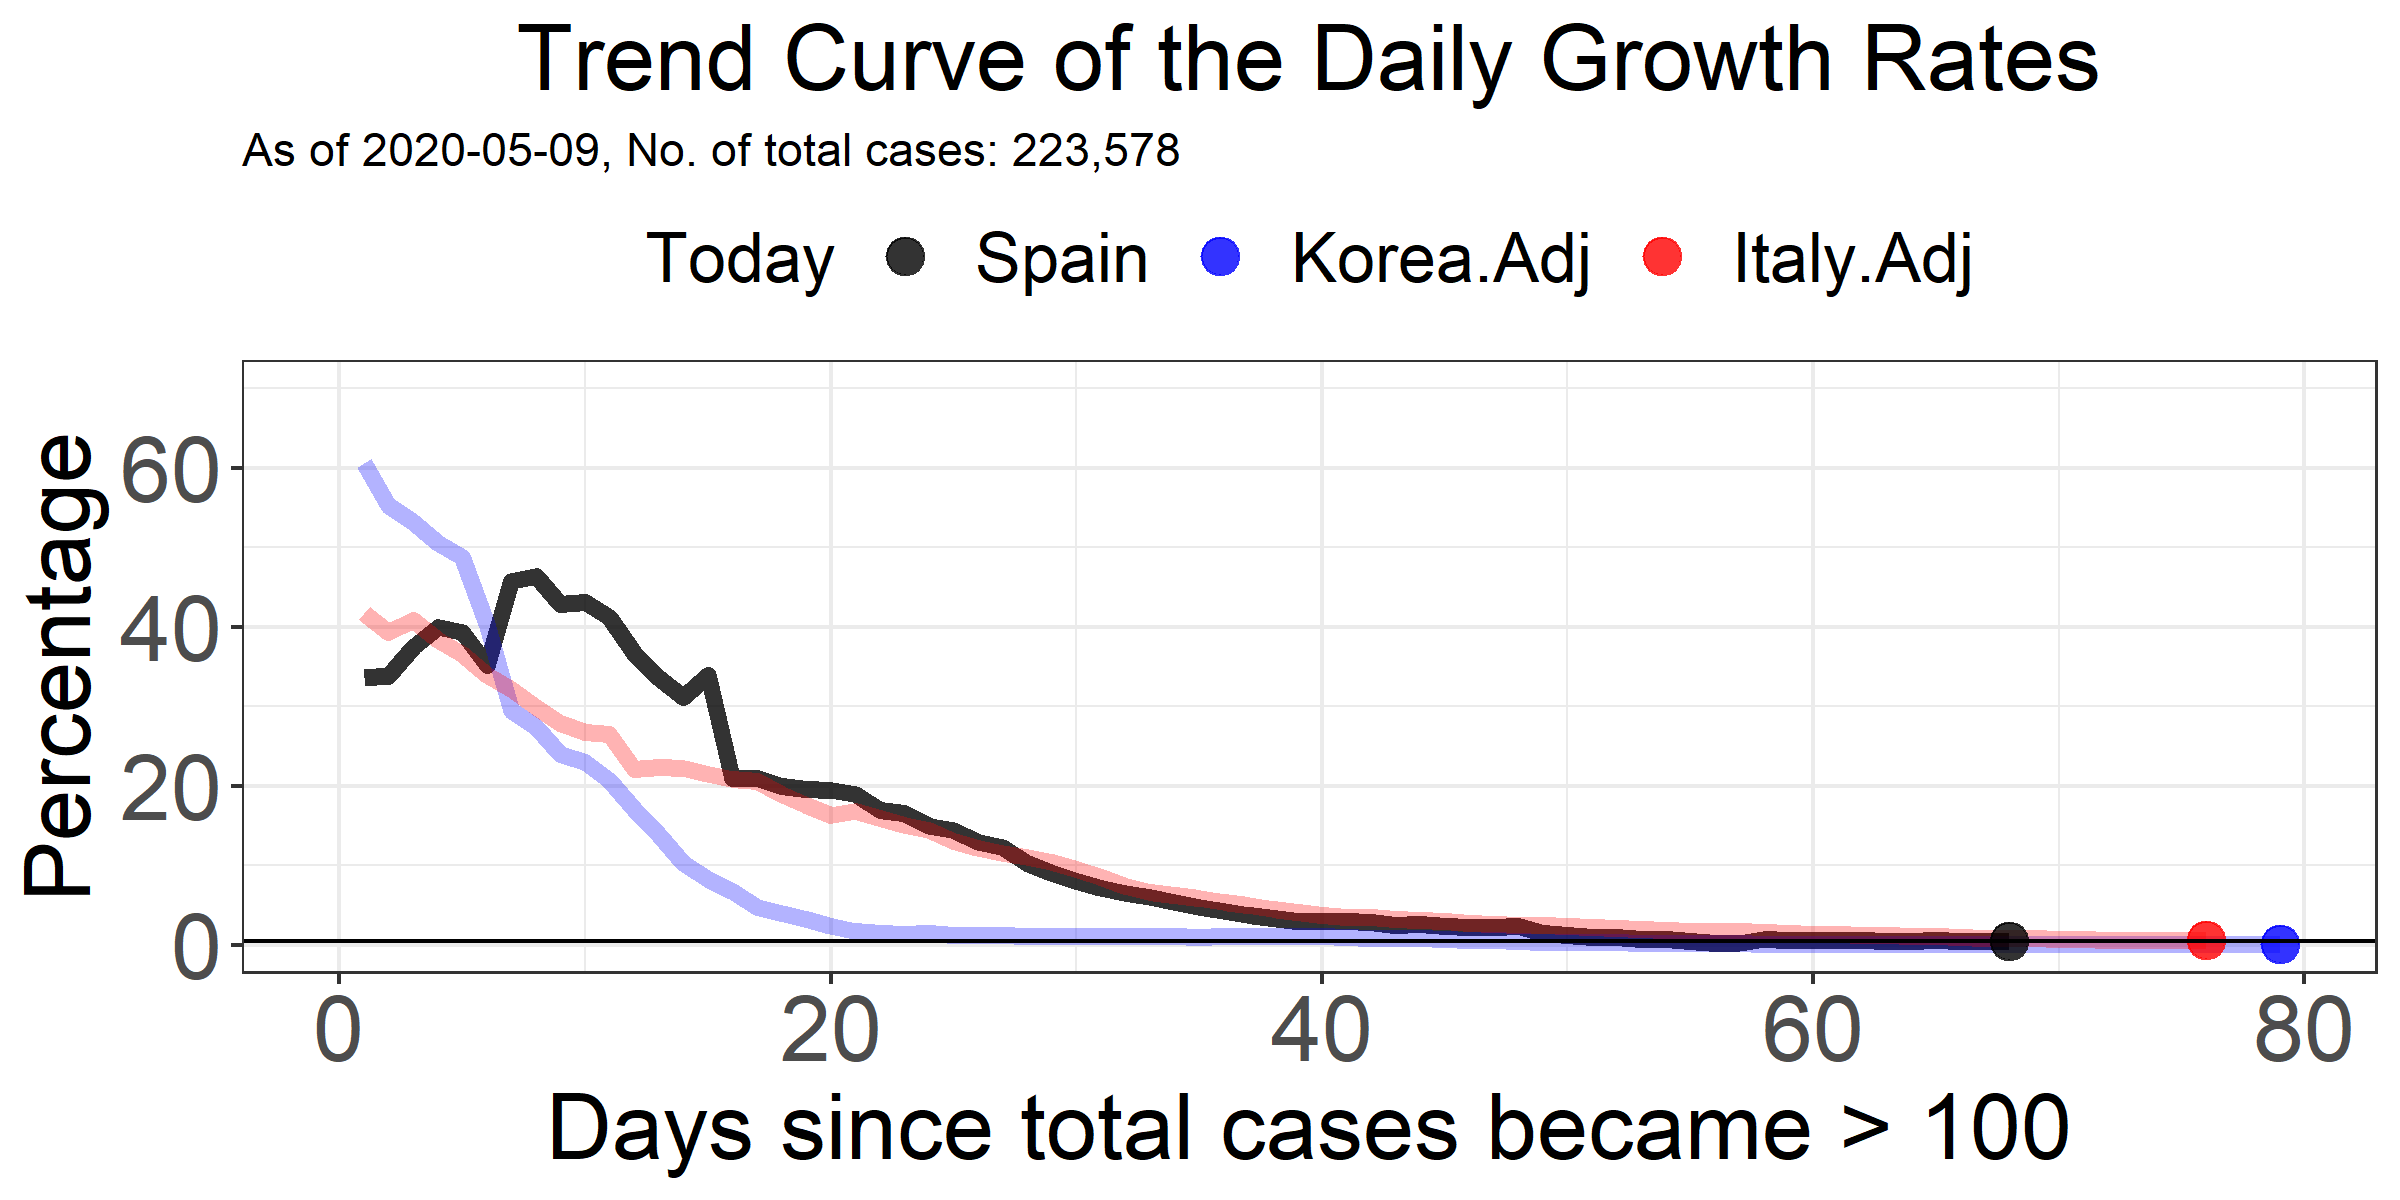 Trend Curve of the Daily Growth Rates
As of 2020-05-09, No. of total cases: 223,578
Today Spain Korea.Adj Italy.Adj
Percentage
60
40
20
0
0 20 40 60 80
Days since total cases became > 100